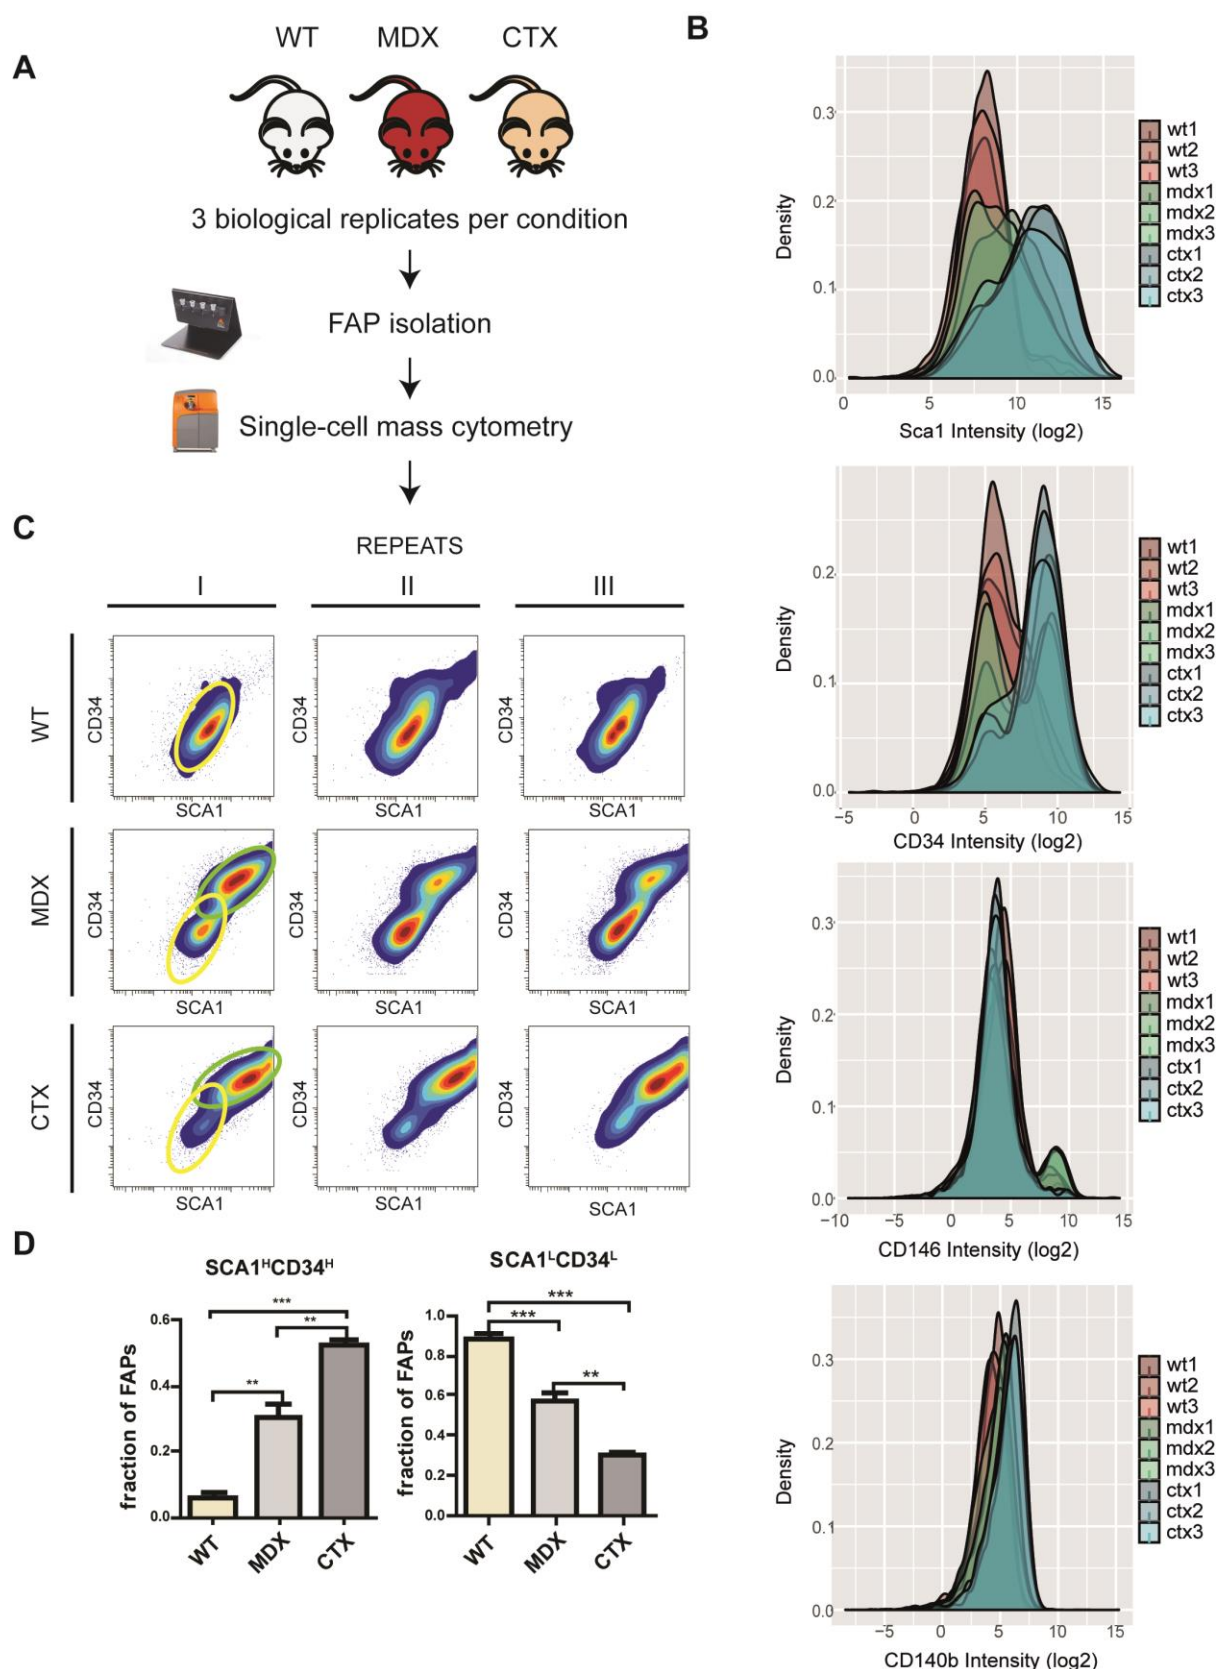 A
WT MDX CTX
3 biological replicates per condition
FAP isolation
Single-cell mass cytometry
B
Density
0.3
0.2
0.1
0.0
0 5 10 15
Sca1 Intensity (log2)
wt1
wt2
wt3
mdx1
mdx2
mdx3
ctx1
ctx2
ctx3
Density
0.2
0.1
0.0
−5 0 5 10 15
CD34 Intensity (log2)
wt1
wt2
wt3
mdx1
mdx2
mdx3
ctx1
ctx2
ctx3
Density
0.3
0.2
0.1
0.0
−10 −5 0 5 10 15
CD146 Intensity (log2)
wt1
wt2
wt3
mdx1
mdx2
mdx3
ctx1
ctx2
ctx3
Density
0.3
0.2
0.1
0.0
−5 0 5 10 15
CD140b Intensity (log2)
wt1
wt2
wt3
mdx1
mdx2
mdx3
ctx1
ctx2
ctx3
C
REPEATS
I II III
WT
CD34 CD34 CD34
SCA1 SCA1 SCA1
MDX
CD34 CD34 CD34
SCA1 SCA1 SCA1
CTX
CD34 CD34 CD34
SCA1 SCA1 SCA1
D
SCA1ᴴCD34ᴴ
fraction of FAPs
0.6
0.4
0.2
0.0
***
**
**
WT MDX CTX
SCA1ᴸCD34ᴸ
fraction of FAPs
1.0
0.8
0.6
0.4
0.2
0.0
***
***
**
WT MDX CTX